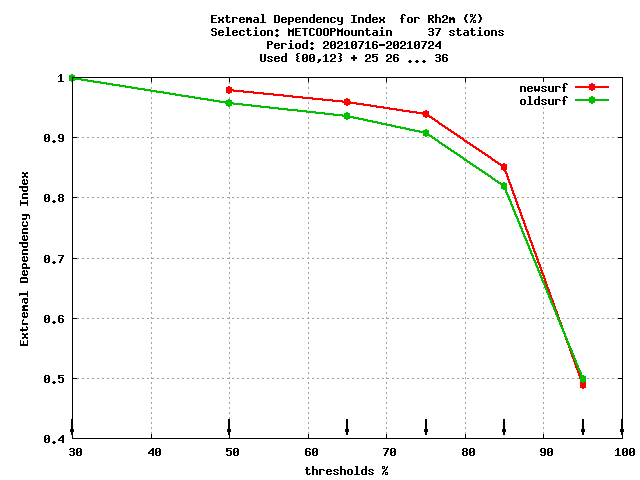 Extremal Dependency Index  for Rh2m (%)
Selection: METCOOPMountain     37 stations
Period: 20210716-20210724
Used {00,12} + 25 26 ... 36
newsurf
oldsurf
1
0.9
0.8
0.7
0.6
0.5
0.4
Extremal Dependency Index
30 40 50 60 70 80 90 100
thresholds %